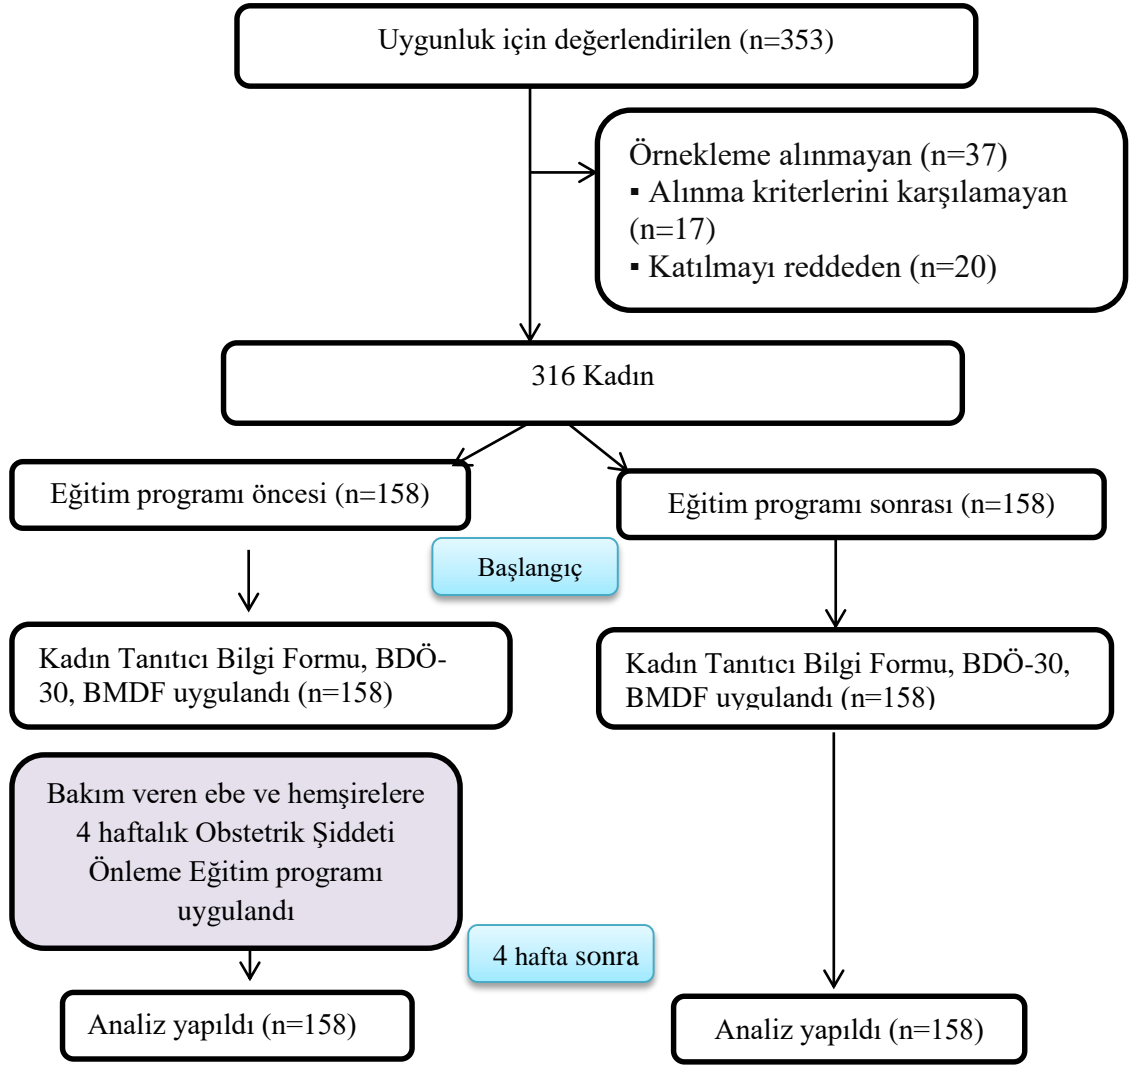 Uygunluk için değerlendirilen (n=353)
Örnekleme alınmayan (n=37)
▪ Alınma kriterlerini karşılamayan
(n=17)
▪ Katılmayı reddeden (n=20)
316 Kadın
Eğitim programı öncesi (n=158)
Eğitim programı sonrası (n=158)
Başlangıç
Kadın Tanıtıcı Bilgi Formu, BDÖ-
30, BMDF uygulandı (n=158)
Kadın Tanıtıcı Bilgi Formu, BDÖ-30,
BMDF uygulandı (n=158)
Bakım veren ebe ve hemşirelere
4 haftalık Obstetrik Şiddeti
Önleme Eğitim programı
uygulandı
4 hafta sonra
Analiz yapıldı (n=158)
Analiz yapıldı (n=158)